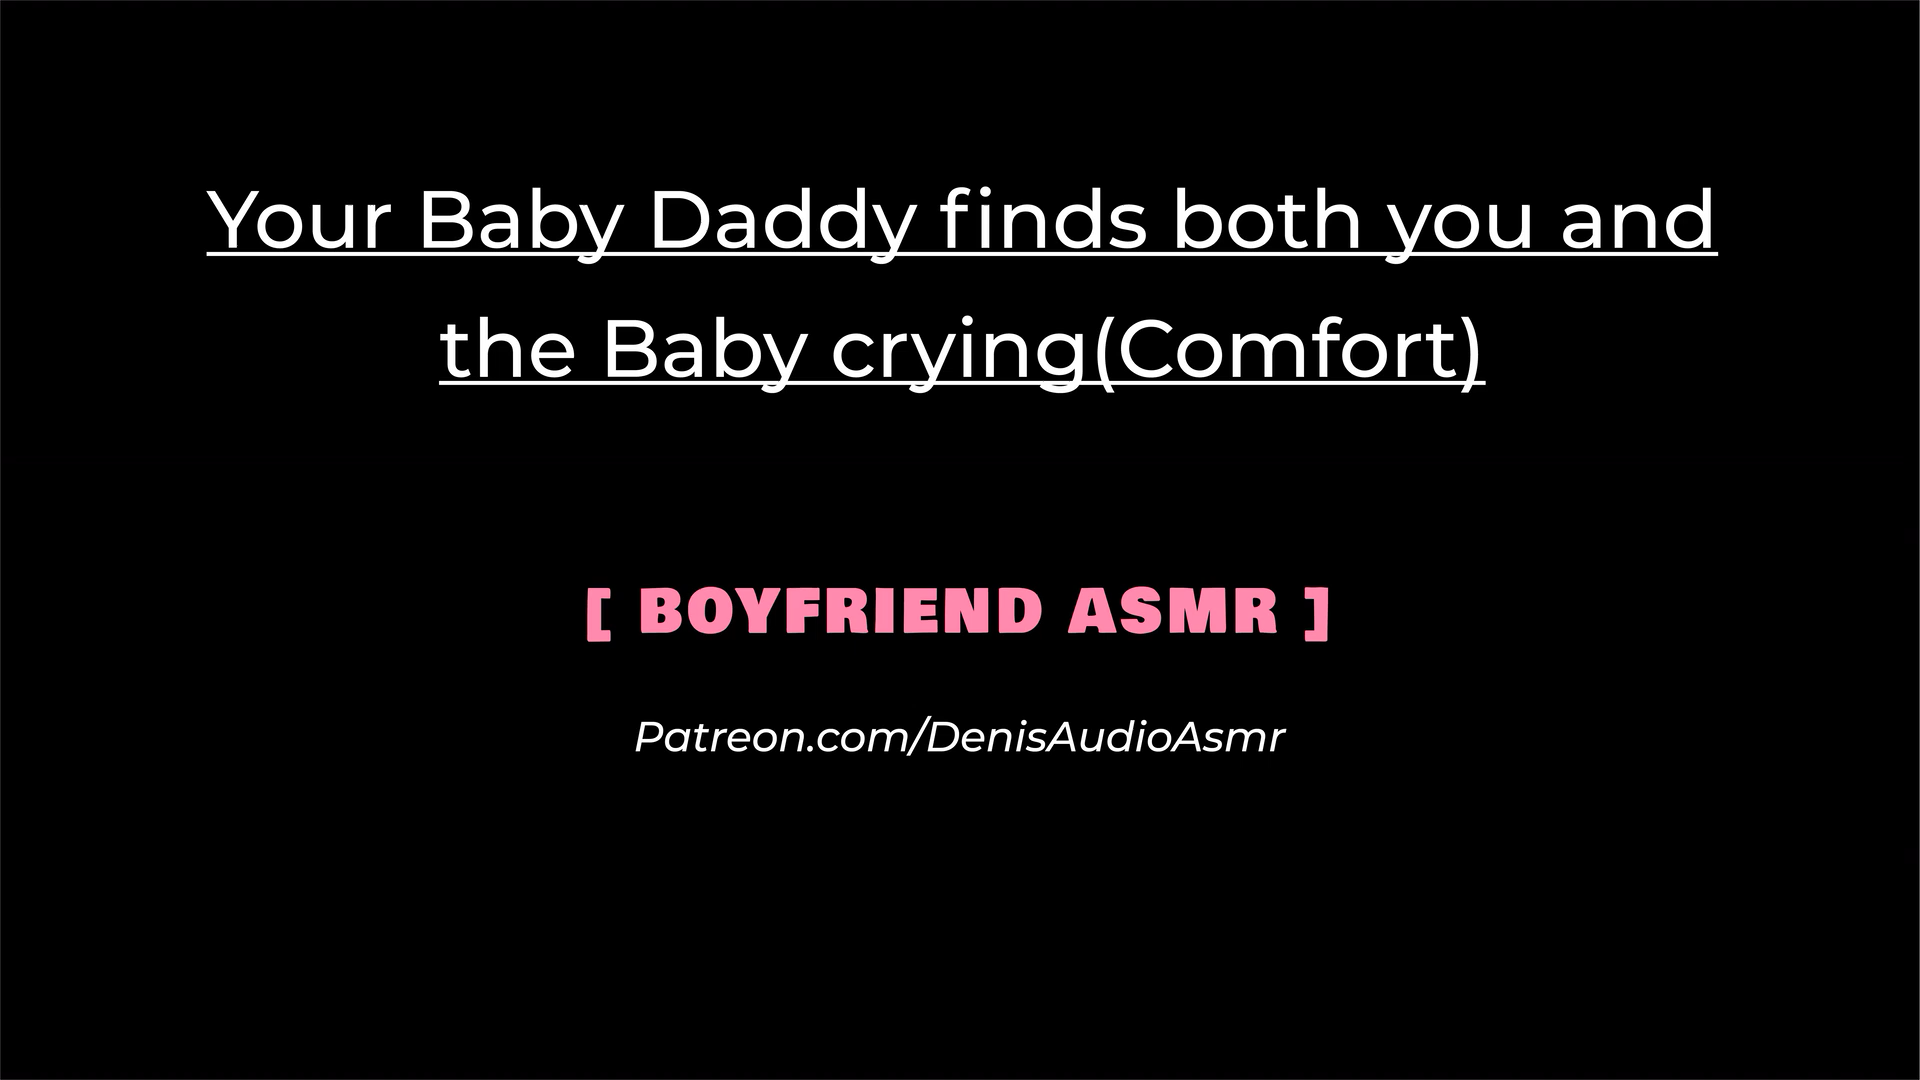 Your Baby Daddy finds both you and
the Baby crying(Comfort)
[ BOYFRIEND ASMR ]
Patreon.com/DenisAudioAsmr